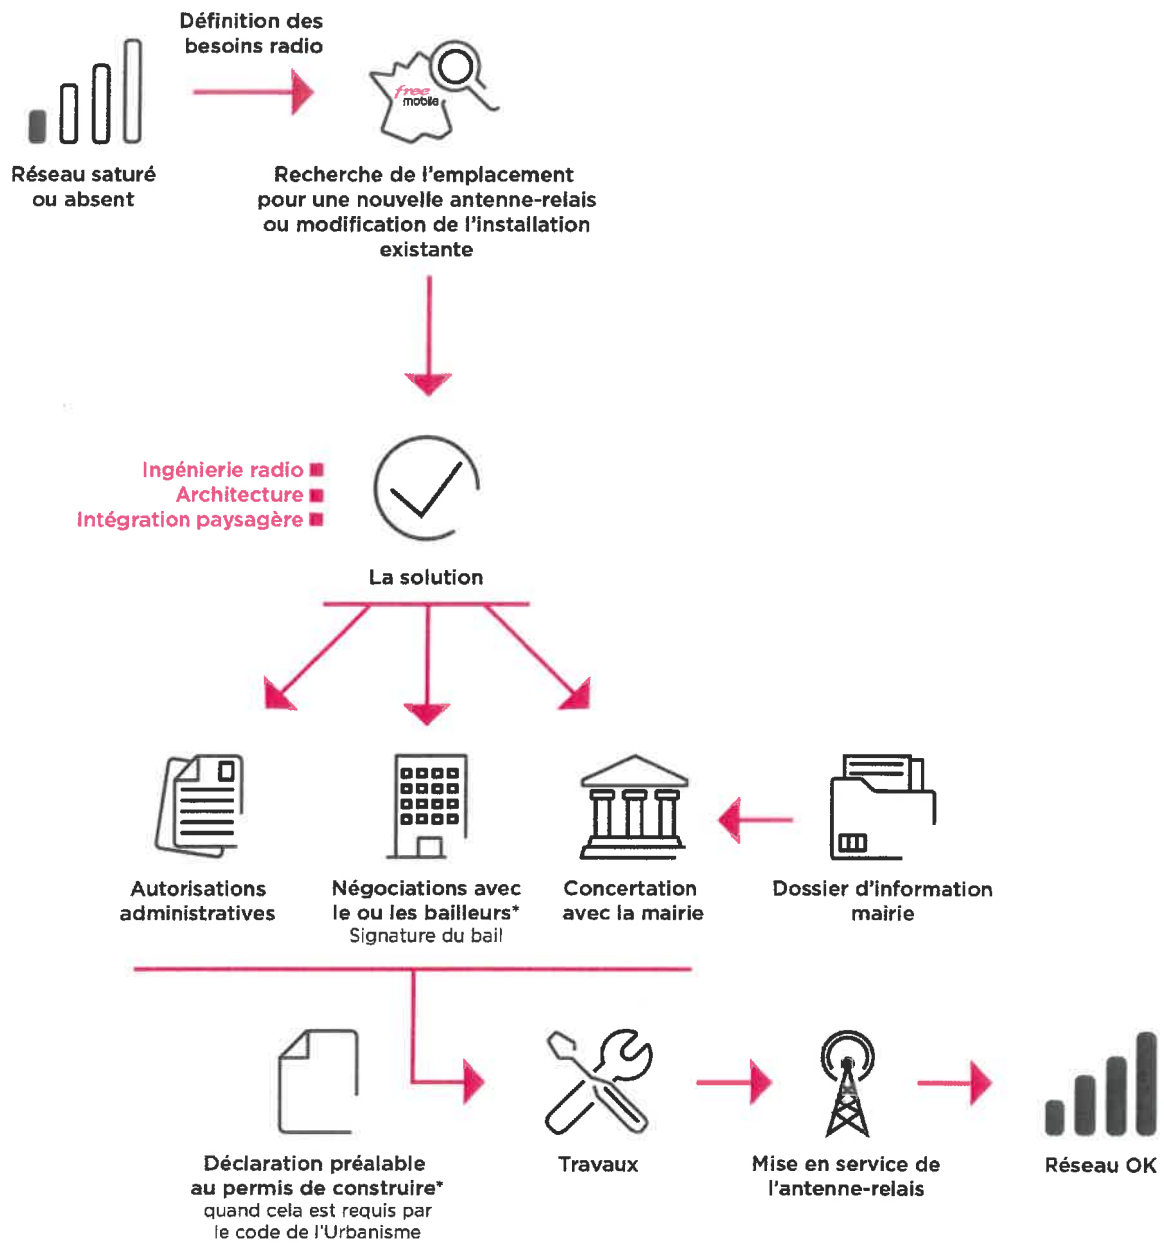 Définition des
besoins radio
free
mobile
Réseau saturé
ou absent
Recherche de l'emplacement
pour une nouvelle antenne-relais
ou modification de l'installation
existante
Ingénierie radio
Architecture
Intégration paysagère
La solution
Autorisations
administratives
Négociations avec
le ou les bailleurs*
Signature du bail
Concertation
avec la mairie
Dossier d'information
mairie
Déclaration préalable
au permis de construire*
quand cela est requis par
le code de l'Urbanisme
Travaux
Mise en service de
l'antenne-relais
Réseau OK